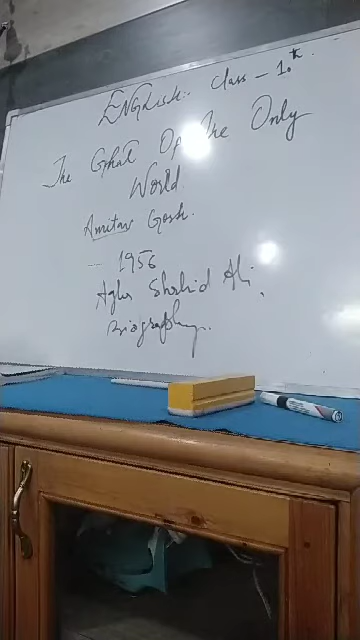 ENGLISH:- Class - 10th.
The Ghat Of The Only
World.
Amitav Gosh.
- 1956
Agha Shahid Ali,
Biography.